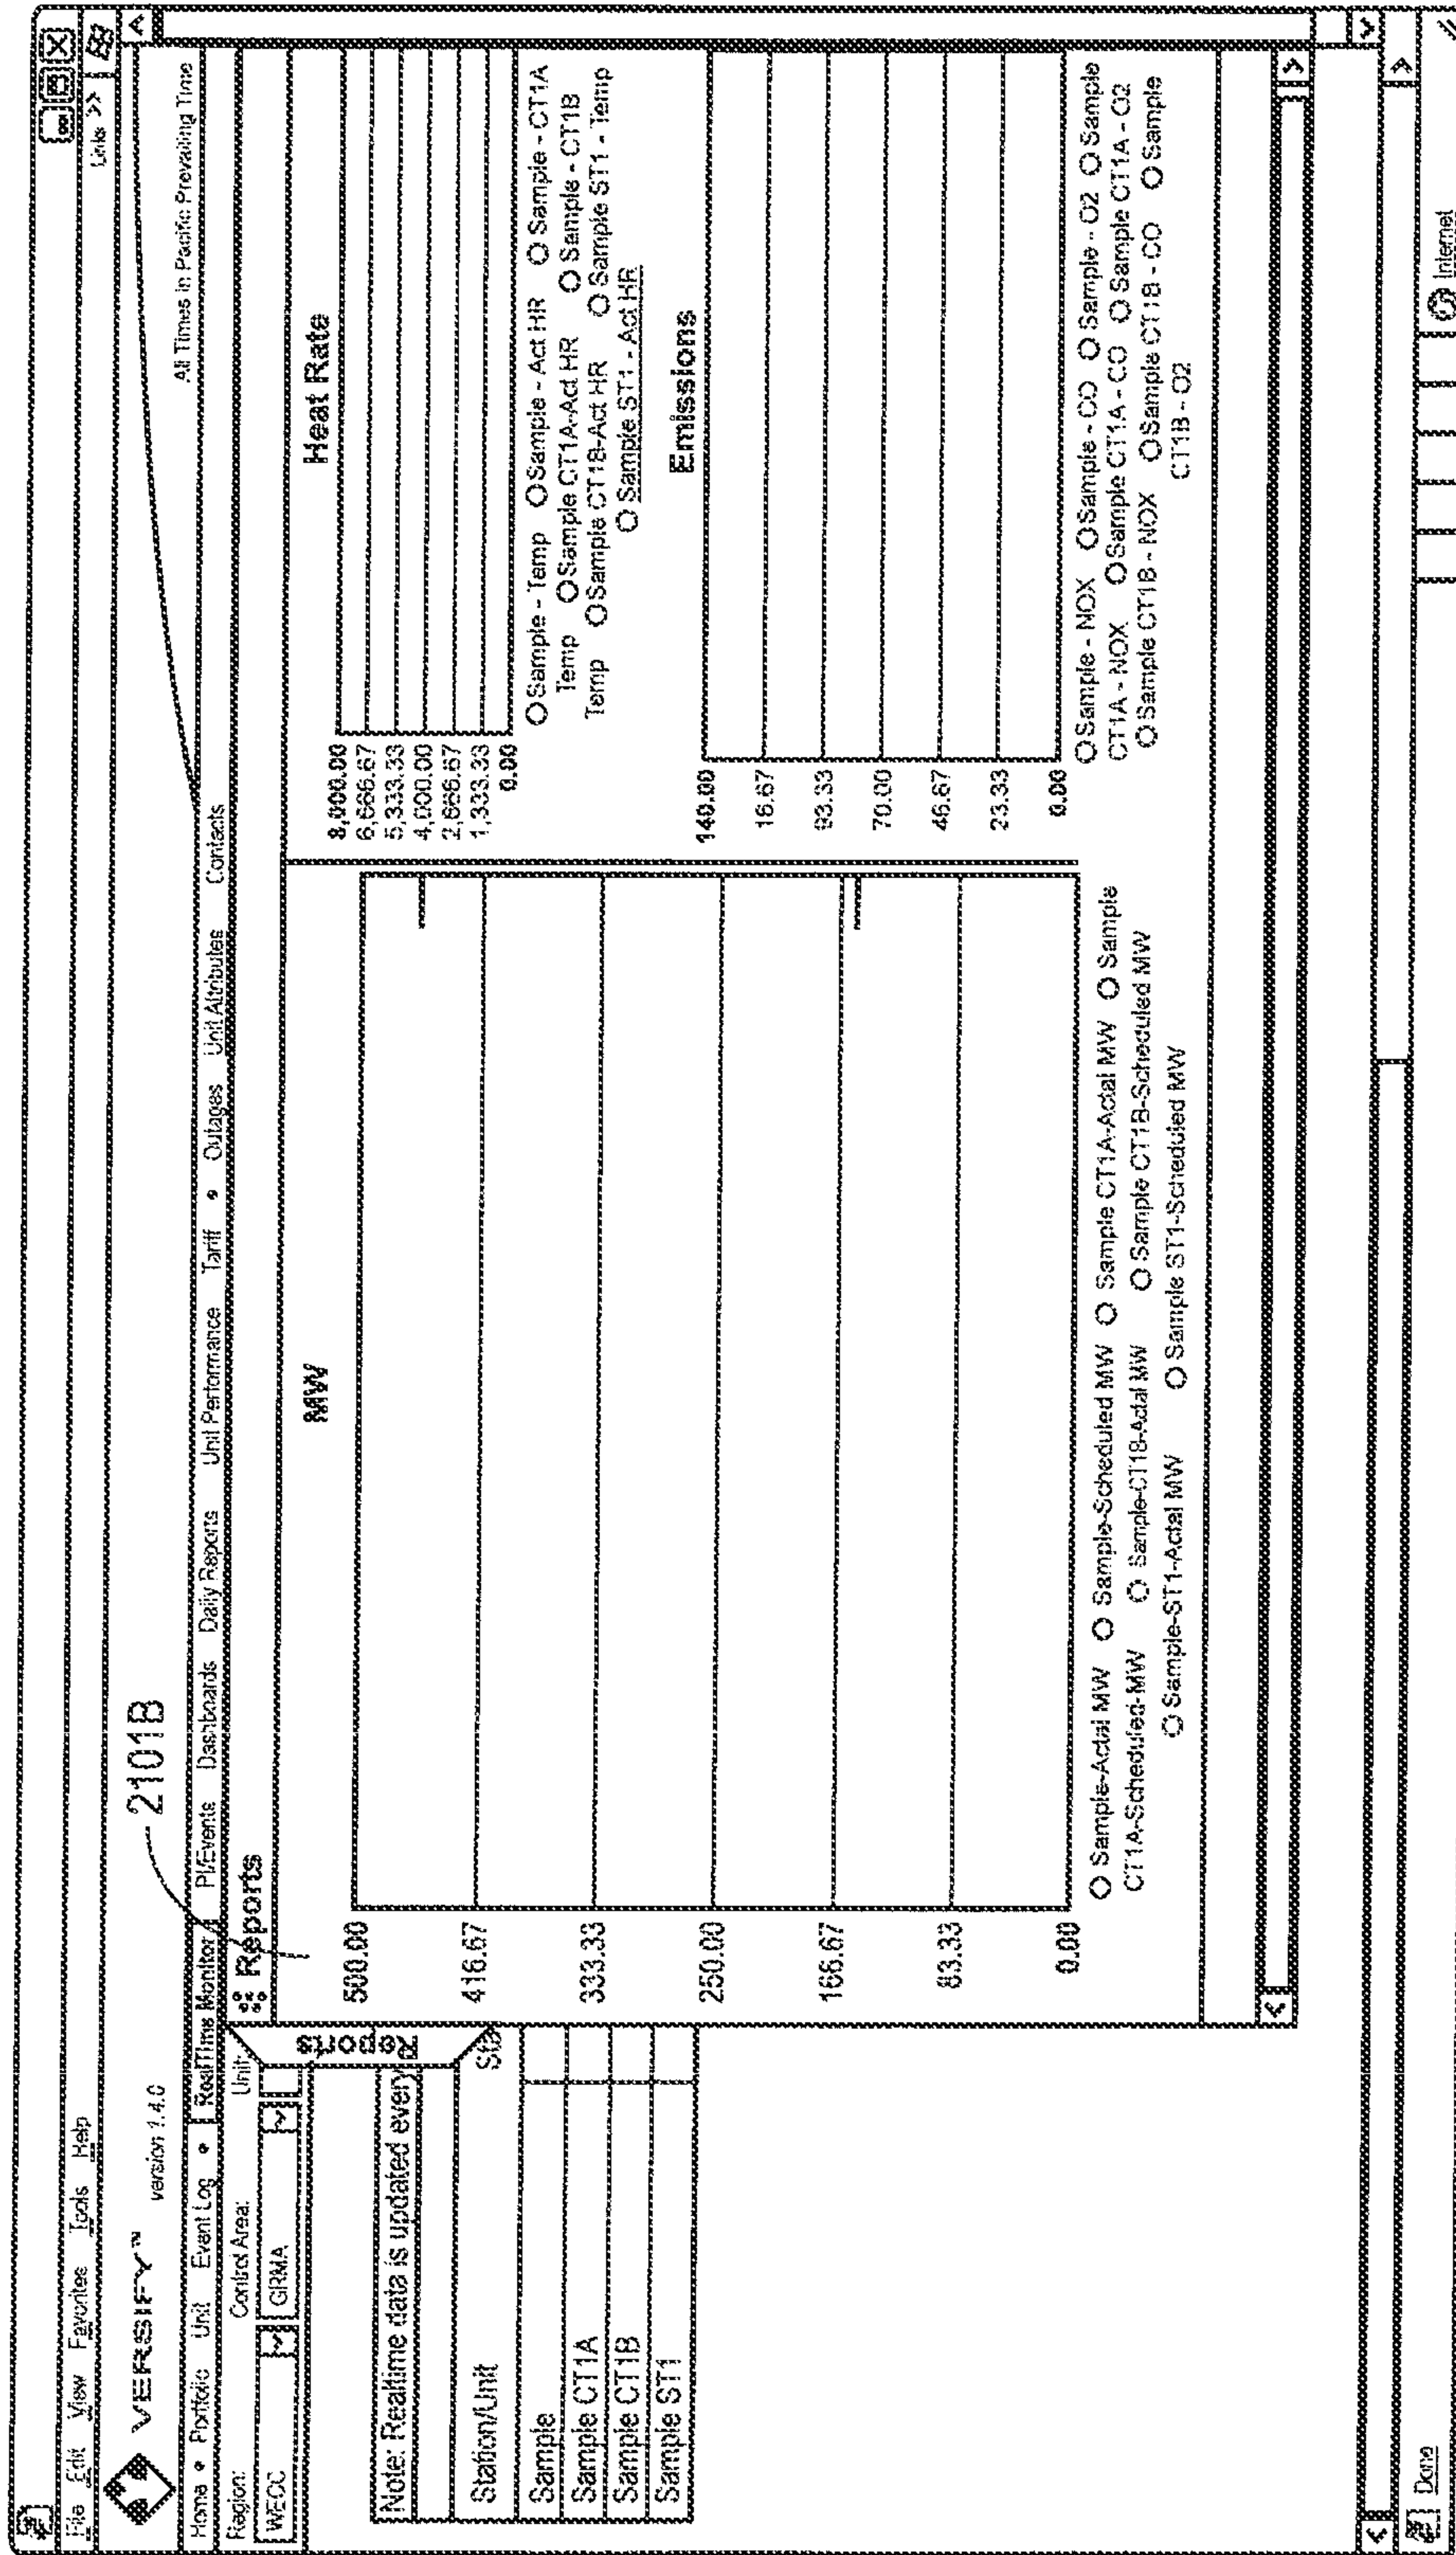 Links >>
File Edit View Favorites Tools Help
VERSIFY™ version 1.4.0
2101B
All Times in Pacific Prevailing Time
Home • Portfolio Unit Event Log • RealTime Monitor PI/Events Dashboards Daily Reports Unit Performance Tariff • Outages Unit Attributes Contacts
Region: Control Area: Unit:
WECC GRMA
Reports
Reports
Note: Realtime data is updated every
Station/Unit Sta
Sample
Sample CT1A
Sample CT1B
Sample ST1
MW
500.00
416.67
333.33
250.00
166.67
83.33
0.00
Sample-Actal MW Sample-Scheduled MW Sample CT1A-Actal MW Sample
CT1A-Scheduled-MW Sample-CT1B-Actal MW Sample CT1B-Scheduled MW
Sample-ST1-Actal MW Sample ST1-Scheduled MW
Heat Rate
8,000.00
6,666.67
5,333.33
4,000.00
2,666.67
1,333.33
0.00
Sample - Temp Sample - Act HR Sample - CT1A
Temp Sample CT1A-Act HR Sample - CT1B
Temp Sample CT1B-Act HR Sample ST1 - Temp
Sample ST1 - Act HR
Emissions
140.00
16.67
93.33
70.00
46.67
23.33
0.00
Sample - NOX Sample - CO Sample - O2 Sample
CT1A - NOX Sample CT1A - CO Sample CT1A - O2
Sample CT1B - NOX Sample CT1B - CO Sample
CT1B - O2
Done Internet